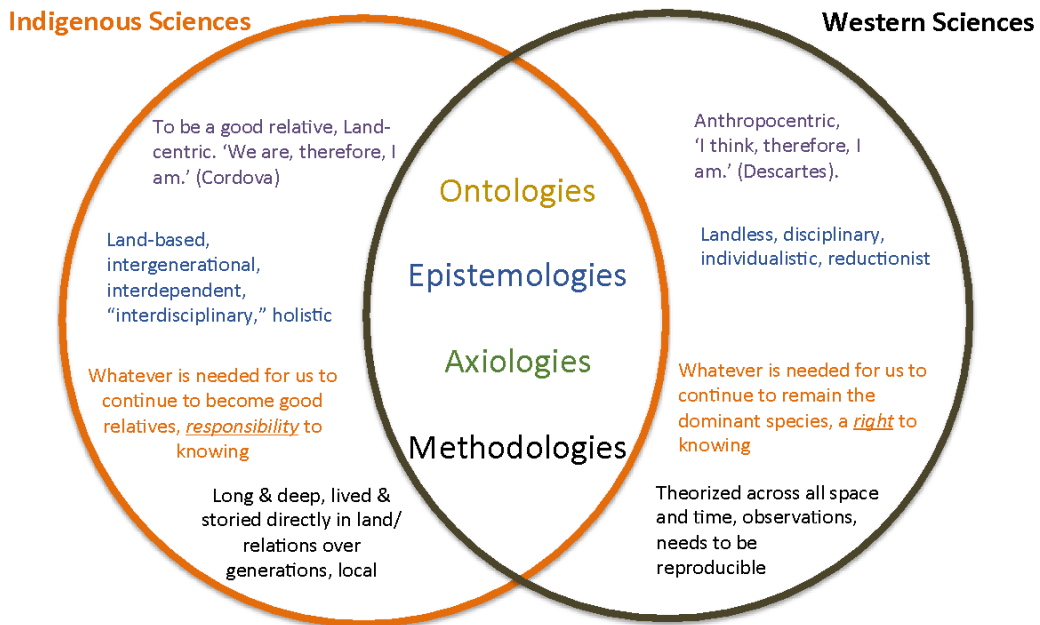 Indigenous Sciences
Western Sciences
To be a good relative, Land-
centric. ‘We are, therefore, I
am.’ (Cordova)
Anthropocentric,
‘I think, therefore, I
am.’ (Descartes).
Ontologies
Land-based,
intergenerational,
interdependent,
“interdisciplinary,” holistic
Landless, disciplinary,
individualistic, reductionist
Epistemologies
Axiologies
Whatever is needed for us to
continue to become good
relatives, responsibility to
knowing
Whatever is needed for us to
continue to remain the
dominant species, a right to
knowing
Methodologies
Long & deep, lived &
storied directly in land/
relations over
generations, local
Theorized across all space
and time, observations,
needs to be
reproducible